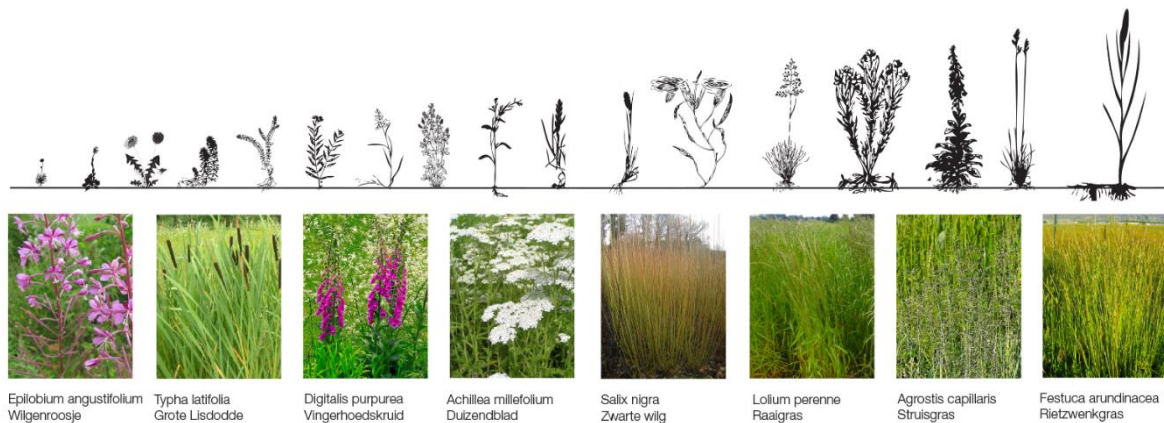 Epilobium angustifolium
Wilgenroosje
Typha latifolia
Grote Lisdodde
Digitalis purpurea
Vingerhoedskruid
Achillea millefolium
Duizendblad
Salix nigra
Zwarte wilg
Lolium perenne
Raaigras
Agrostis capillaris
Struisgras
Festuca arundinacea
Rietzwenkgras